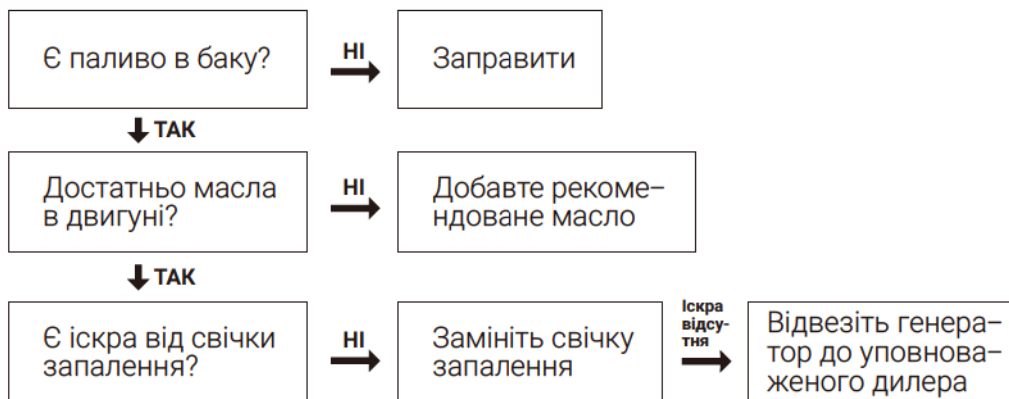 Є паливо в баку?
НІ
Заправити
ТАК
Достатньо масла
в двигуні?
НІ
Добавте рекоме–
ндоване масло
ТАК
Є іскра від свічки
запалення?
НІ
Замініть свічку
запалення
Іскра
відсу-
тня
Відвезіть генера–
тор до уповнова–
женого дилера